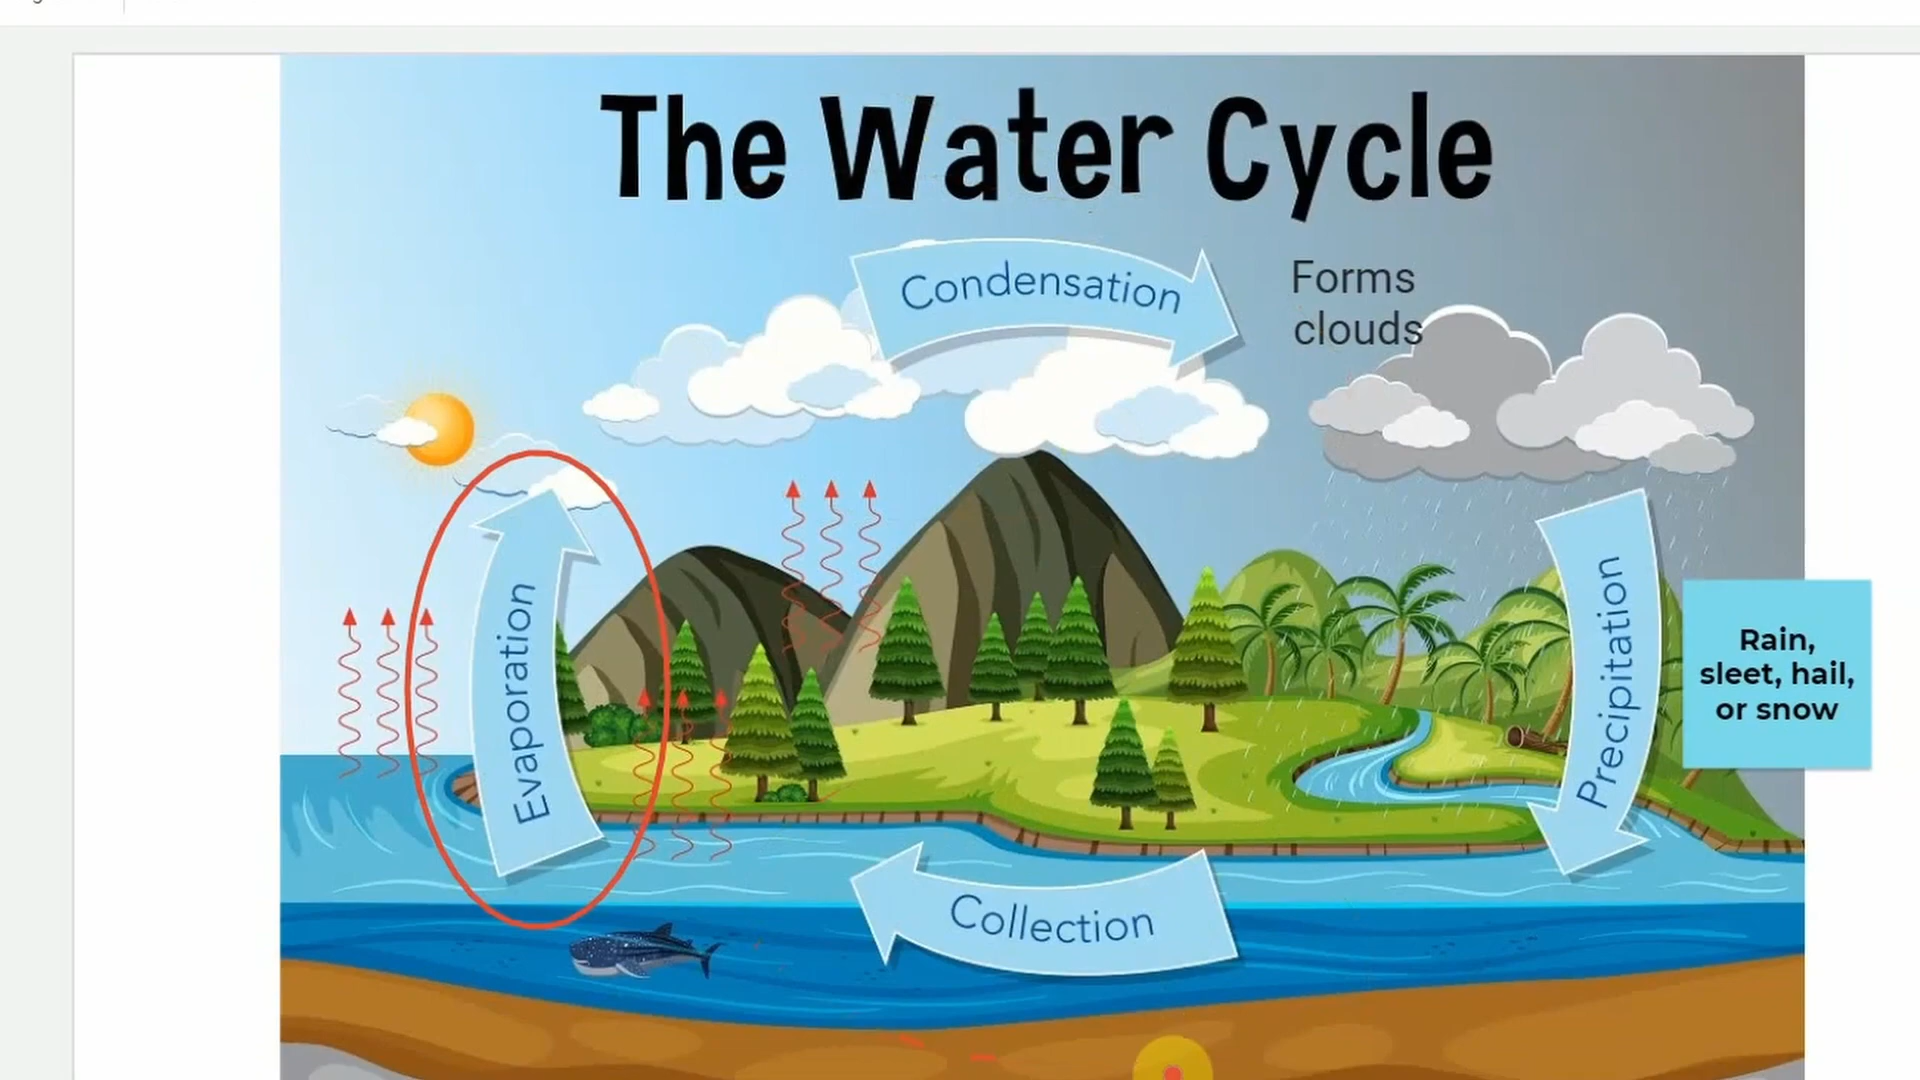 The Water Cycle
Condensation
Forms
clouds
Evaporation
Precipitation
Rain,
sleet, hail,
or snow
Collection